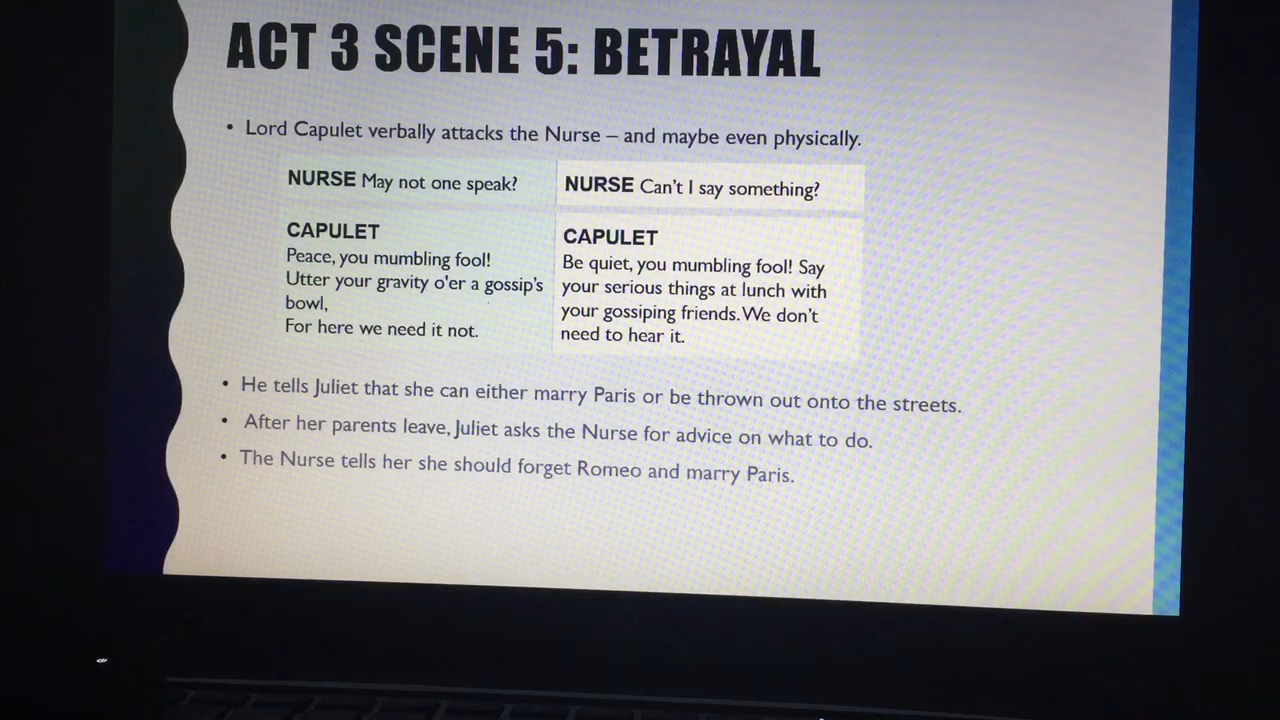 ACT 3 SCENE 5: BETRAYAL
• Lord Capulet verbally attacks the Nurse – and maybe even physically.
NURSE May not one speak?
NURSE Can't I say something?
CAPULET
Peace, you mumbling fool!
Utter your gravity o'er a gossip's
bowl,
For here we need it not.
CAPULET
Be quiet, you mumbling fool! Say
your serious things at lunch with
your gossiping friends. We don't
need to hear it.
• He tells Juliet that she can either marry Paris or be thrown out onto the streets.
• After her parents leave, Juliet asks the Nurse for advice on what to do.
• The Nurse tells her she should forget Romeo and marry Paris.